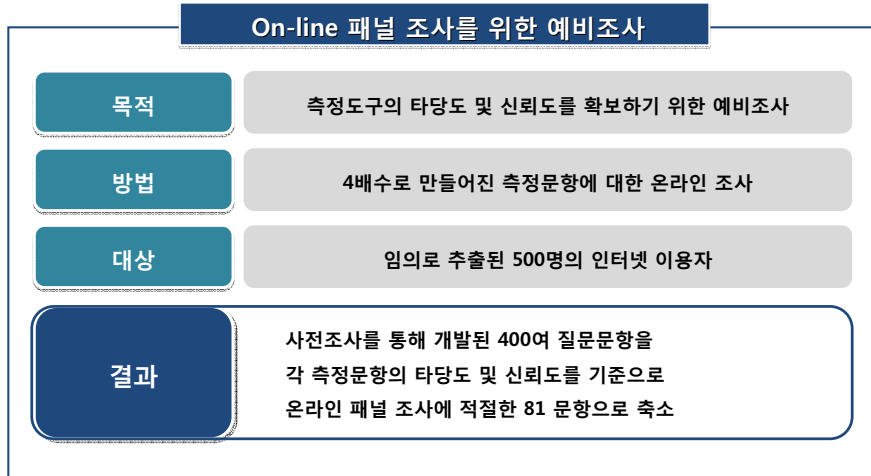 On-line 패널 조사를 위한 예비조사
목적
측정도구의 타당도 및 신뢰도를 확보하기 위한 예비조사
방법
4배수로 만들어진 측정문항에 대한 온라인 조사
대상
임의로 추출된 500명의 인터넷 이용자
결과
사전조사를 통해 개발된 400여 질문문항을
각 측정문항의 타당도 및 신뢰도를 기준으로
온라인 패널 조사에 적절한 81 문항으로 축소